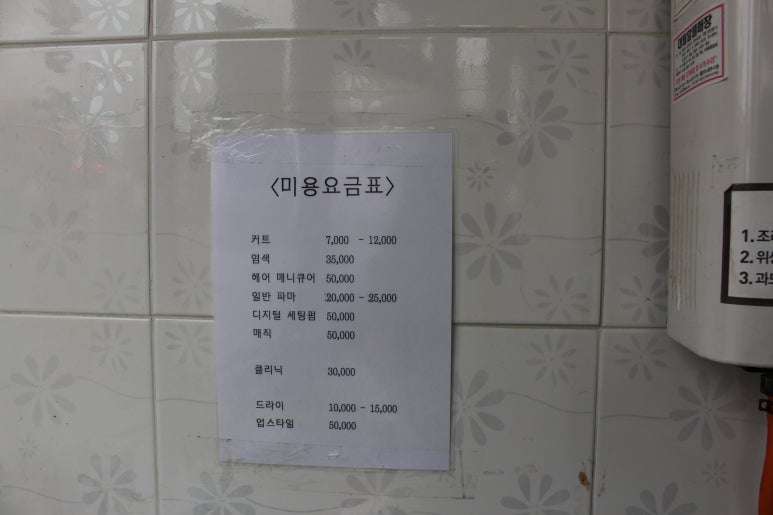 <미용요금표>
커트 7,000 - 12,000
염색 35,000
헤어 매니큐어 50,000
일반 파마 20,000 - 25,000
디지털 세팅펌 50,000
매직 50,000
클리닉 30,000
드라이 10,000 - 15,000
업스타일 50,000
1. 조리
2. 위생
3. 과도